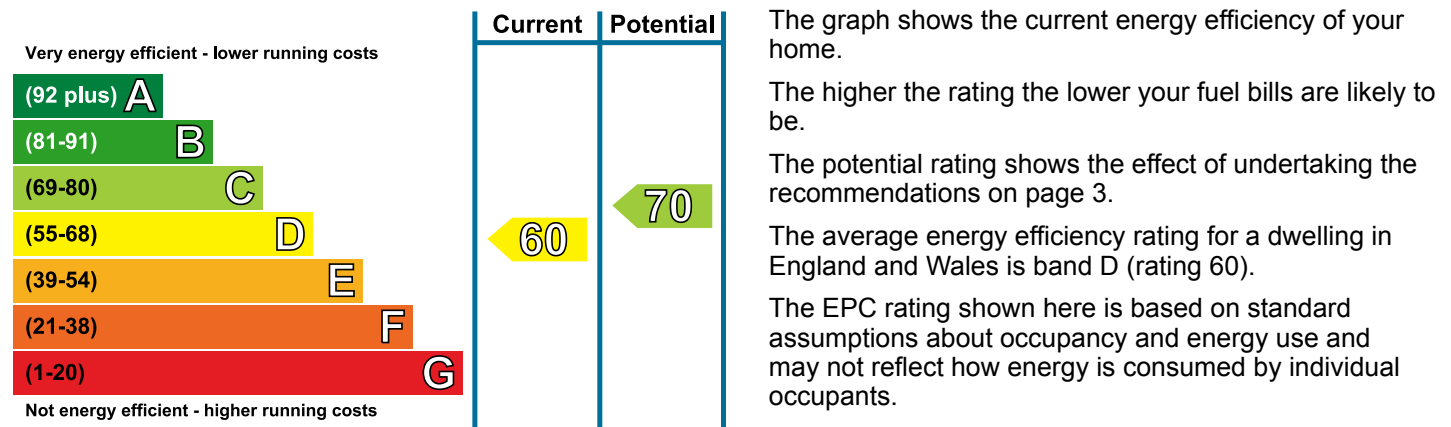 Current Potential
Very energy efficient - lower running costs
(92 plus) A
(81-91) B
(69-80) C
(55-68) D
(39-54) E
(21-38) F
(1-20) G
Not energy efficient - higher running costs
60
70
The graph shows the current energy efficiency of your
home.
The higher the rating the lower your fuel bills are likely to
be.
The potential rating shows the effect of undertaking the
recommendations on page 3.
The average energy efficiency rating for a dwelling in
England and Wales is band D (rating 60).
The EPC rating shown here is based on standard
assumptions about occupancy and energy use and
may not reflect how energy is consumed by individual
occupants.